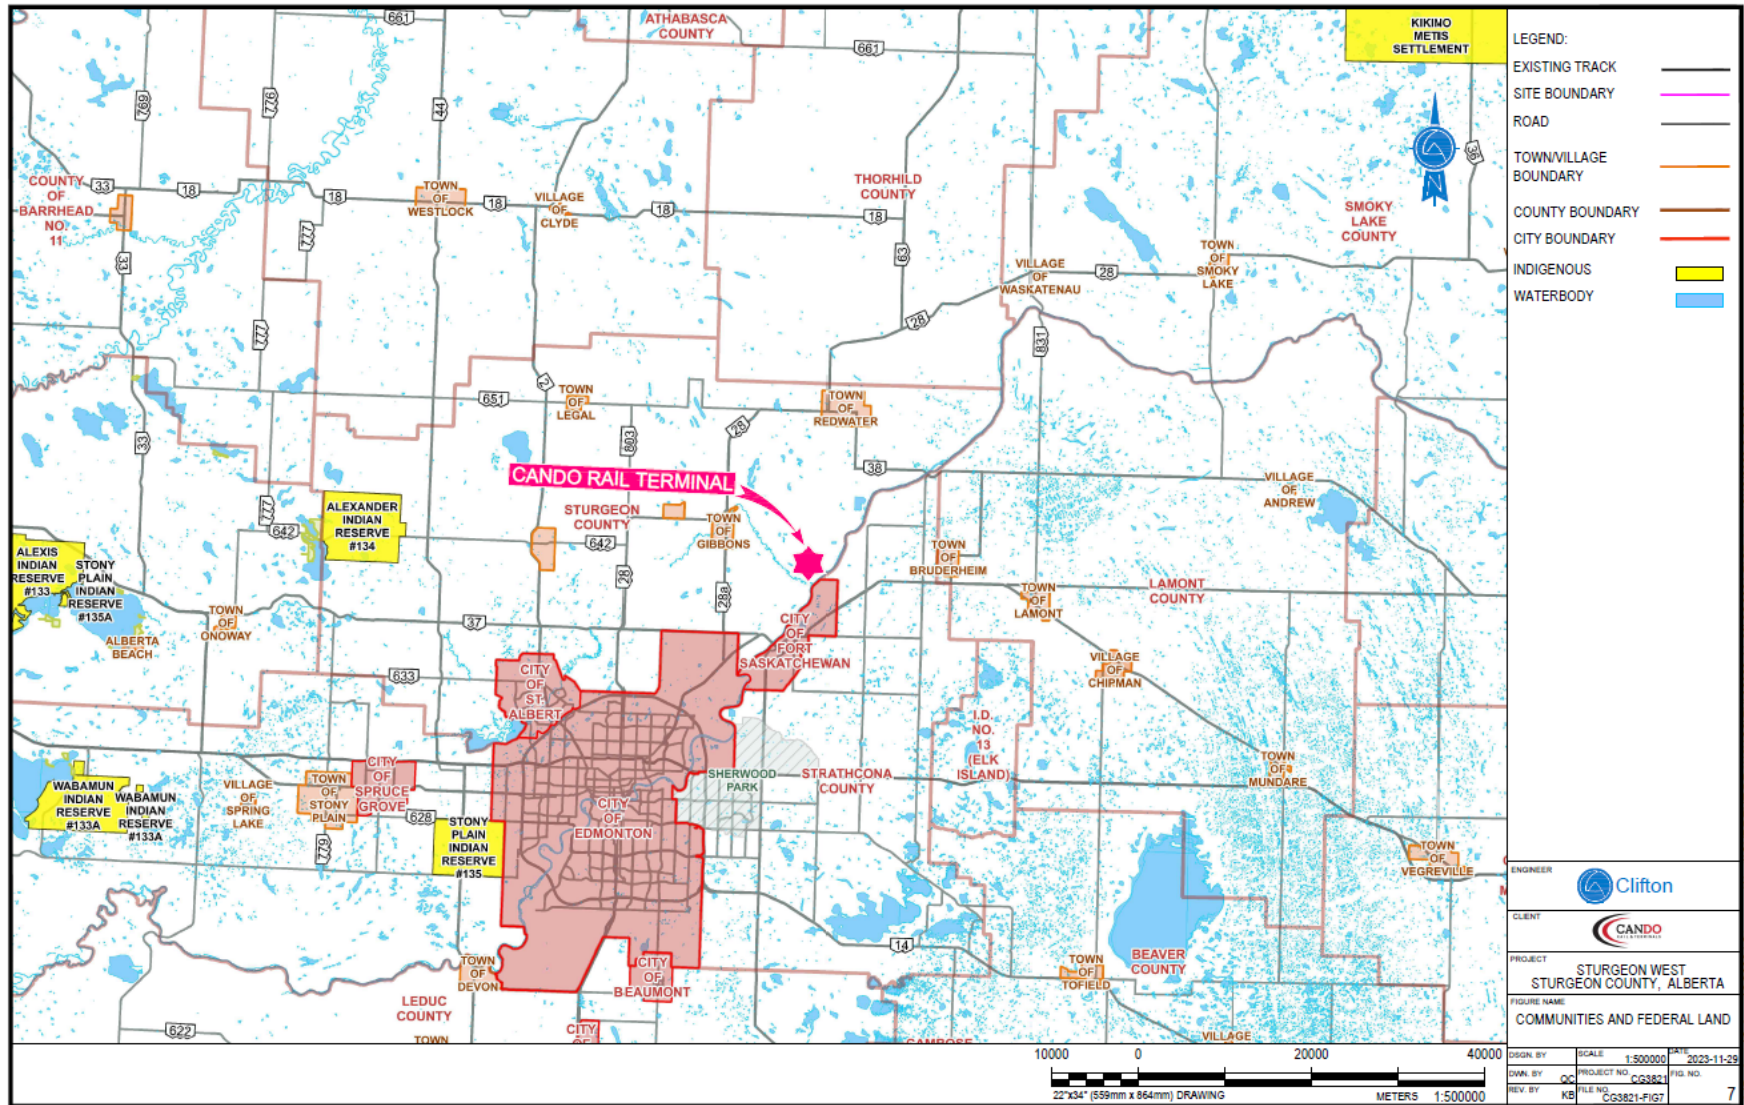 661
ATHABASCA
COUNTY
661
KIKINO
METIS
SETTLEMENT
769
776
44
36
COUNTY
OF
BARRHEAD
NO.
11
33
18
18
TOWN
OF
WESTLOCK
18
VILLAGE
OF
CLYDE
18
THORHILD
COUNTY
18
SMOKY
LAKE
COUNTY
777
33
63
VILLAGE
OF
WASKATENAU
28
TOWN
OF
SMOKY
LAKE
777
28
831
2
651
TOWN
OF
LEGAL
TOWN
OF
REDWATER
33
803
28
38
CANDO RAIL TERMINAL
VILLAGE
OF
ANDREW
777
642
ALEXANDER
INDIAN
RESERVE
#134
STURGEON
COUNTY
642
TOWN
OF
GIBBONS
ALEXIS
INDIAN
RESERVE
#133
STONY
PLAIN
INDIAN
RESERVE
#135A
28
28a
TOWN
OF
BRUDERHEIM
TOWN
OF
LAMONT
LAMONT
COUNTY
ALBERTA
BEACH
TOWN
OF
ONOWAY
37
CITY
OF
FORT
SASKATCHEWAN
633
CITY
OF
ST.
ALBERT
VILLAGE
OF
CHIPMAN
I.D.
NO.
13
(ELK
ISLAND)
WABAMUN
INDIAN
RESERVE
#133A
WABAMUN
INDIAN
RESERVE
#133A
VILLAGE
OF
SPRING
LAKE
TOWN
OF
STONY
PLAIN
CITY
OF
SPRUCE
GROVE
628
779
STONY
PLAIN
INDIAN
RESERVE
#135
CITY
OF
EDMONTON
SHERWOOD
PARK
STRATHCONA
COUNTY
TOWN
OF
MUNDARE
TOWN
OF
VEGREVILLE
14
TOWN
OF
DEVON
CITY
OF
BEAUMONT
TOWN
OF
TOFIELD
BEAVER
COUNTY
LEDUC
COUNTY
622
TOWN
CITY
OF
CAMROSE
VILLAGE
LEGEND:
EXISTING TRACK
SITE BOUNDARY
ROAD
TOWN/VILLAGE
BOUNDARY
COUNTY BOUNDARY
CITY BOUNDARY
INDIGENOUS
WATERBODY
N
ENGINEER
Clifton
CLIENT
CANDO
PROJECT
STURGEON WEST
STURGEON COUNTY, ALBERTA
FIGURE NAME
COMMUNITIES AND FEDERAL LAND
DSGN. BY
SCALE 1:500000
DATE 2023-11-29
DWN. BY QC
PROJECT NO. CG3821
FIG. NO.
REV. BY KB
FILE NO. CG3821-FIG7
7
10000 0 20000 40000
22"x34" (559mm x 864mm) DRAWING
METERS 1:500000